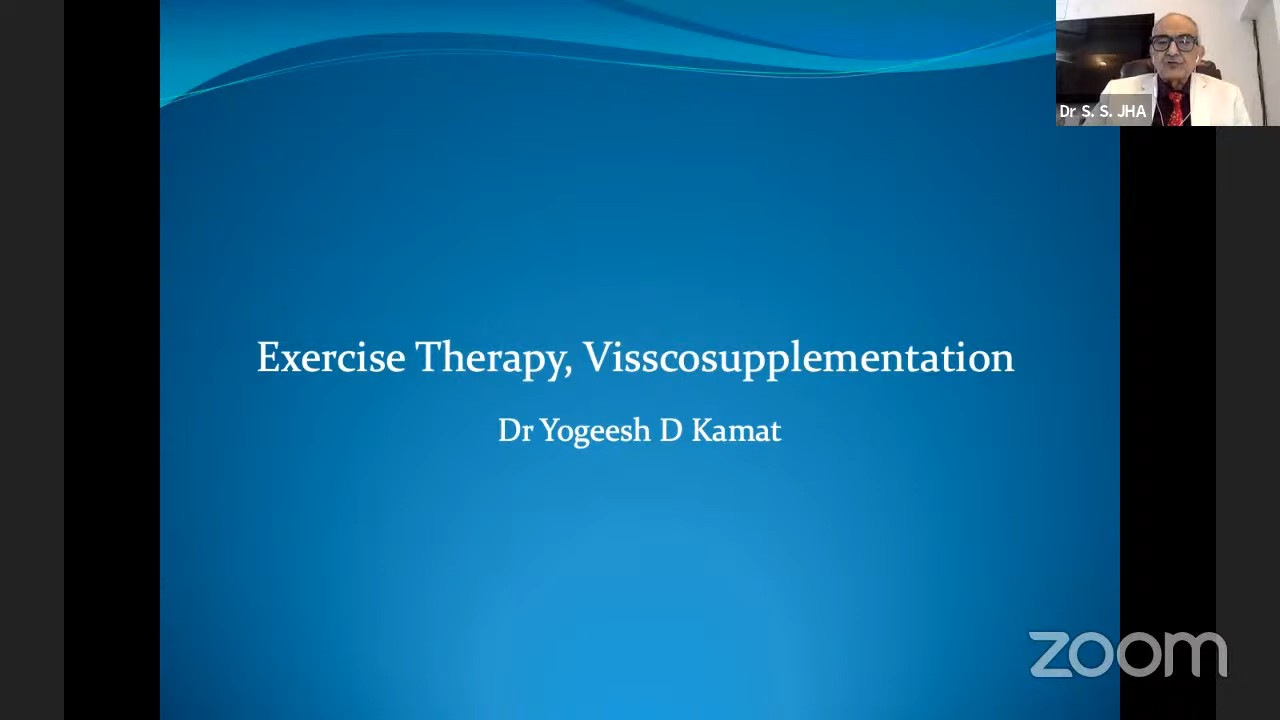 Dr S. S. JHA
Exercise Therapy, Visscosupplementation
Dr Yogeesh D Kamat
zoom